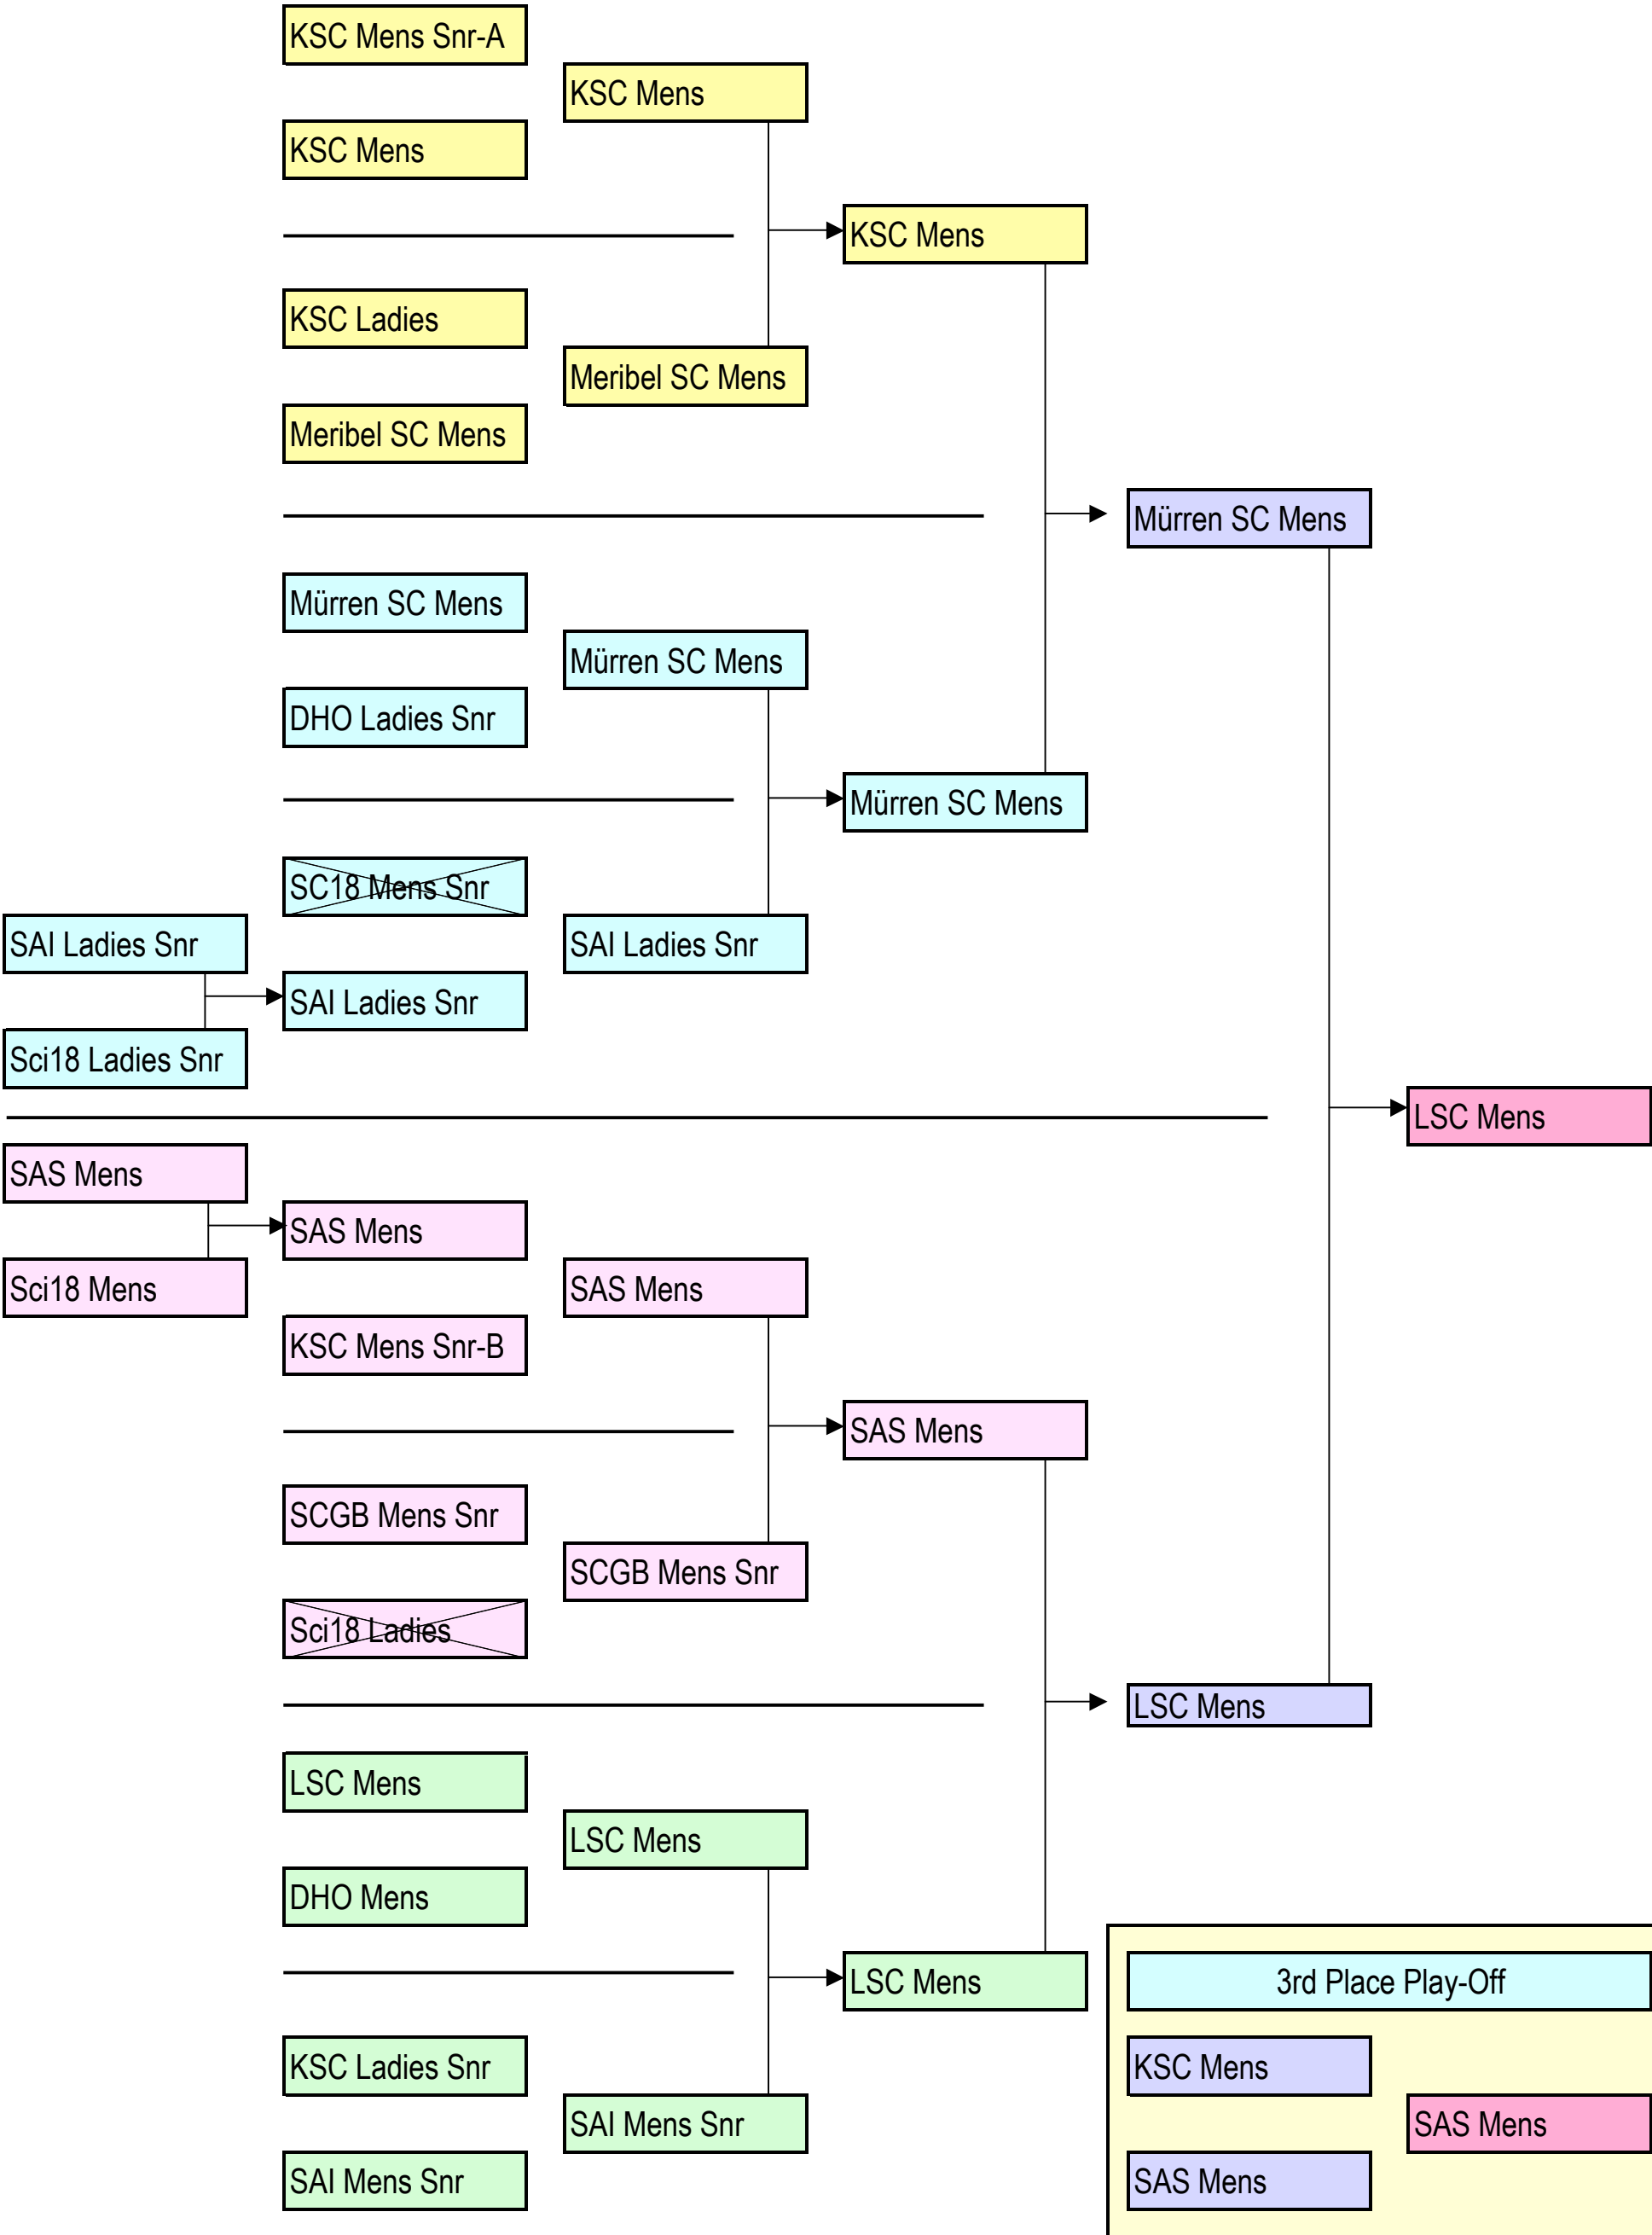 KSC Mens Snr-A
KSC Mens
KSC Mens
KSC Mens
KSC Ladies
Meribel SC Mens
Meribel SC Mens
Mürren SC Mens
Mürren SC Mens
Mürren SC Mens
DHO Ladies Snr
Mürren SC Mens
SC18 Mens Snr
SAI Ladies Snr
SAI Ladies Snr
SAI Ladies Snr
Sci18 Ladies Snr
LSC Mens
SAS Mens
SAS Mens
Sci18 Mens
SAS Mens
KSC Mens Snr-B
SAS Mens
SCGB Mens Snr
SCGB Mens Snr
Sci18 Ladies
LSC Mens
LSC Mens
LSC Mens
DHO Mens
LSC Mens
3rd Place Play-Off
KSC Ladies Snr
KSC Mens
SAI Mens Snr
SAS Mens
SAI Mens Snr
SAS Mens